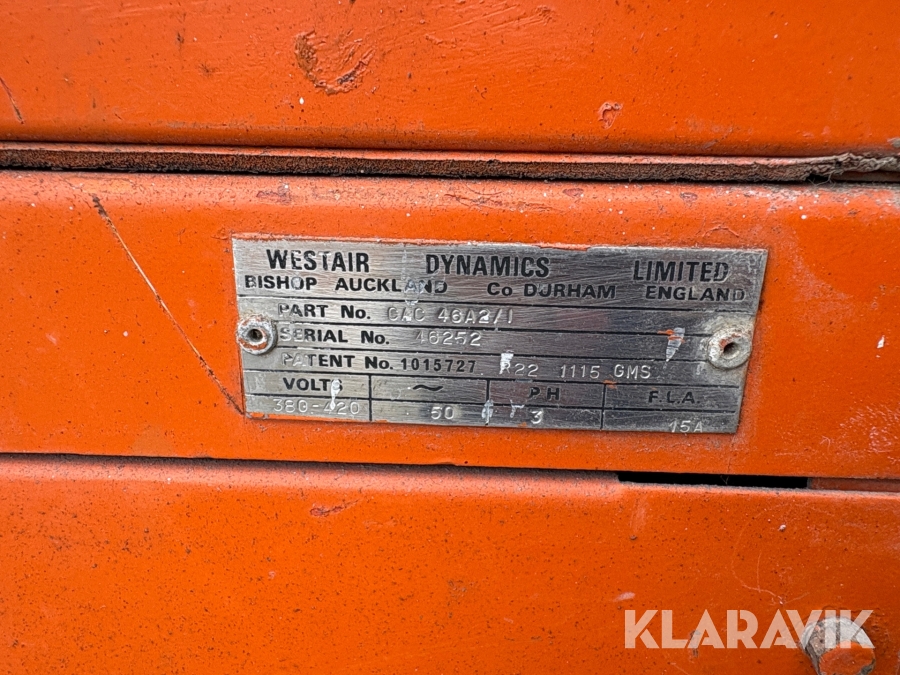 WESTAIR DYNAMICS LIMITED
BISHOP AUCKLAND Co DURHAM ENGLAND
PART No. CAC 46A2/1
SERIAL No. 46252
PATENT No. 1015727 R22 1115 GMS
VOLTS ~ PH F.L.A.
380-420 50 3 15A
KLARAVIK